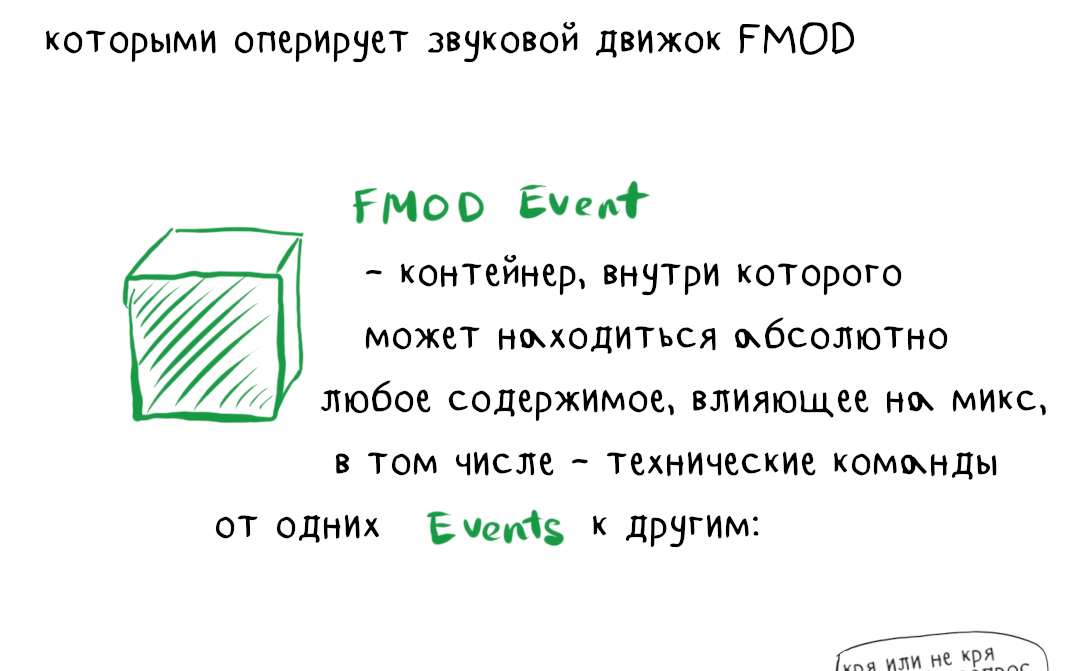 которыми оперирует звуковой движок FMOD
FMOD Event
- контейнер, внутри которого
может находиться абсолютно
любое содержимое, влияющее на микс,
в том числе - технические команды
от одних Events к другим:
кря или не кря